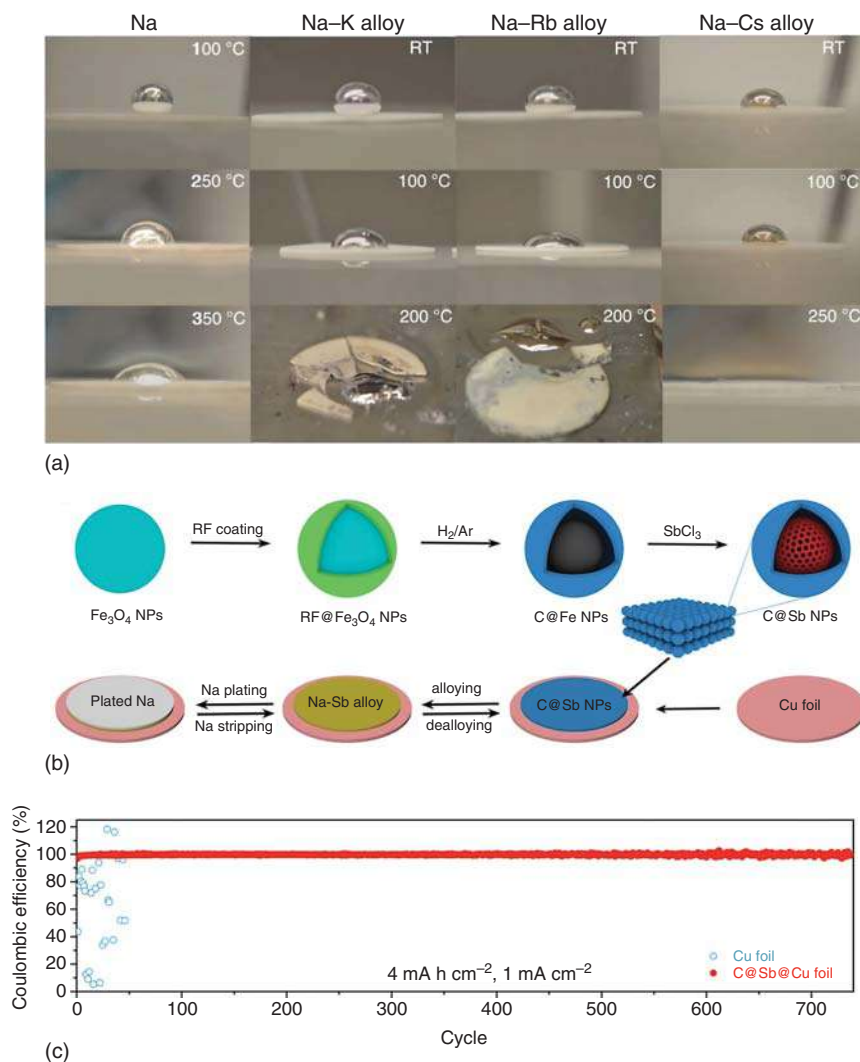 Na Na–K alloy Na–Rb alloy Na–Cs alloy
100 °C RT RT RT
250 °C 100 °C 100 °C 100 °C
350 °C 200 °C 200 °C 250 °C
(a)
RF coating H₂/Ar SbCl₃
Fe₃O₄ NPs RF@Fe₃O₄ NPs C@Fe NPs C@Sb NPs
Plated Na Na plating Na-Sb alloy alloying C@Sb NPs Cu foil
Na stripping dealloying
(b)
Coulombic efficiency (%)
120
100
80
60
40
20
0
4 mA h cm⁻², 1 mA cm⁻²
Cu foil
C@Sb@Cu foil
0 100 200 300 400 500 600 700
Cycle
(c)